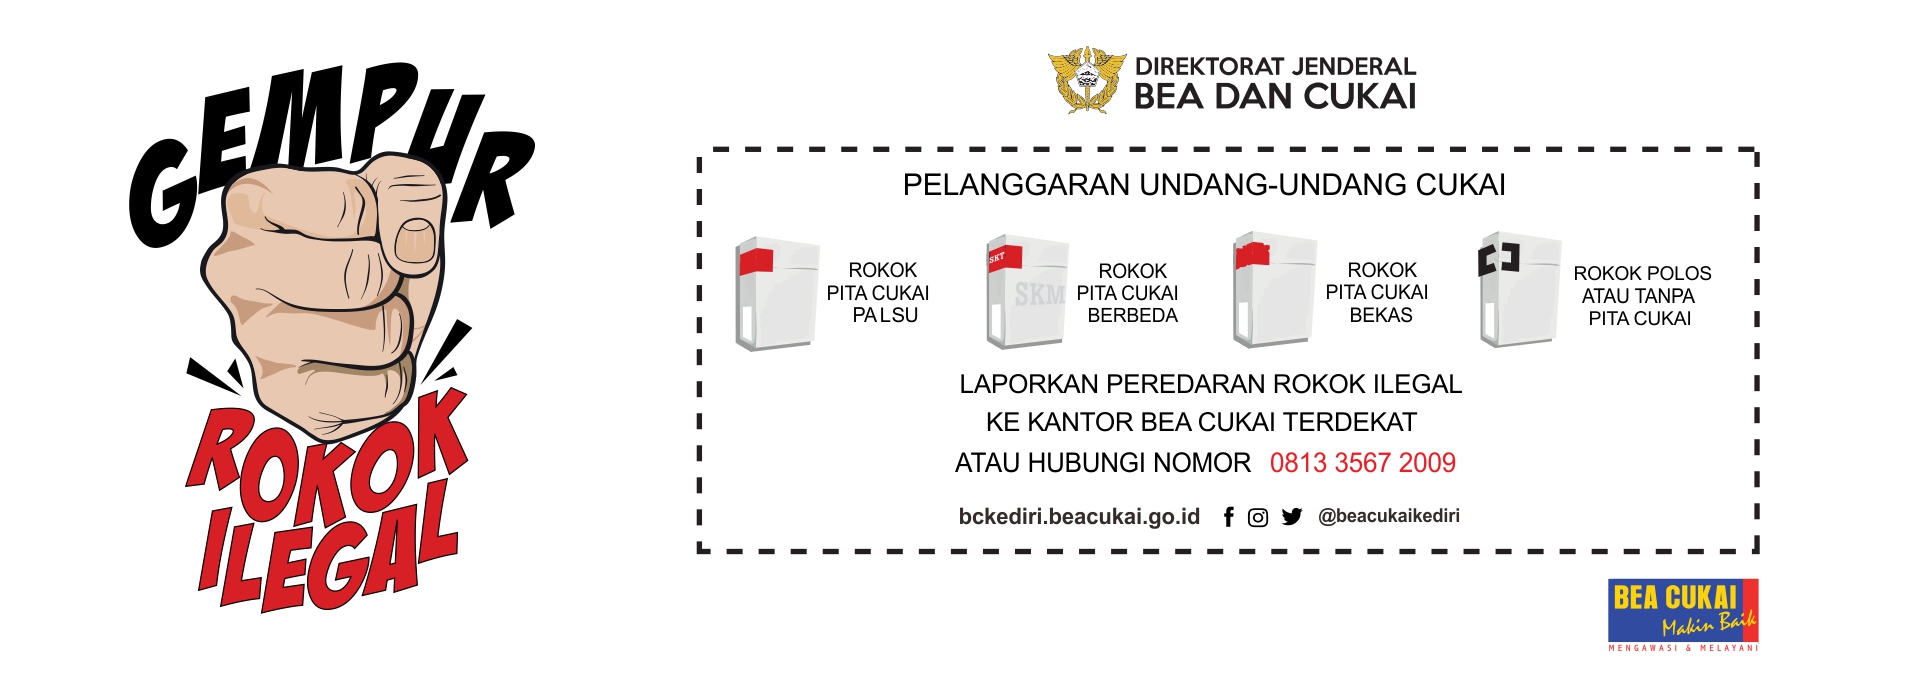 GEMPUR
ROKOK
ILEGAL
DIREKTORAT JENDERAL
BEA DAN CUKAI
PELANGGARAN UNDANG-UNDANG CUKAI
ROKOK
PITA CUKAI
PALSU
SKT
SKM
ROKOK
PITA CUKAI
BERBEDA
ROKOK
PITA CUKAI
BEKAS
ROKOK POLOS
ATAU TANPA
PITA CUKAI
LAPORKAN PEREDARAN ROKOK ILEGAL
KE KANTOR BEA CUKAI TERDEKAT
ATAU HUBUNGI NOMOR 0813 3567 2009
bckediri.beacukai.go.id @beacukaikediri
BEA CUKAI
Makin Baik
MENGAWASI & MELAYANI